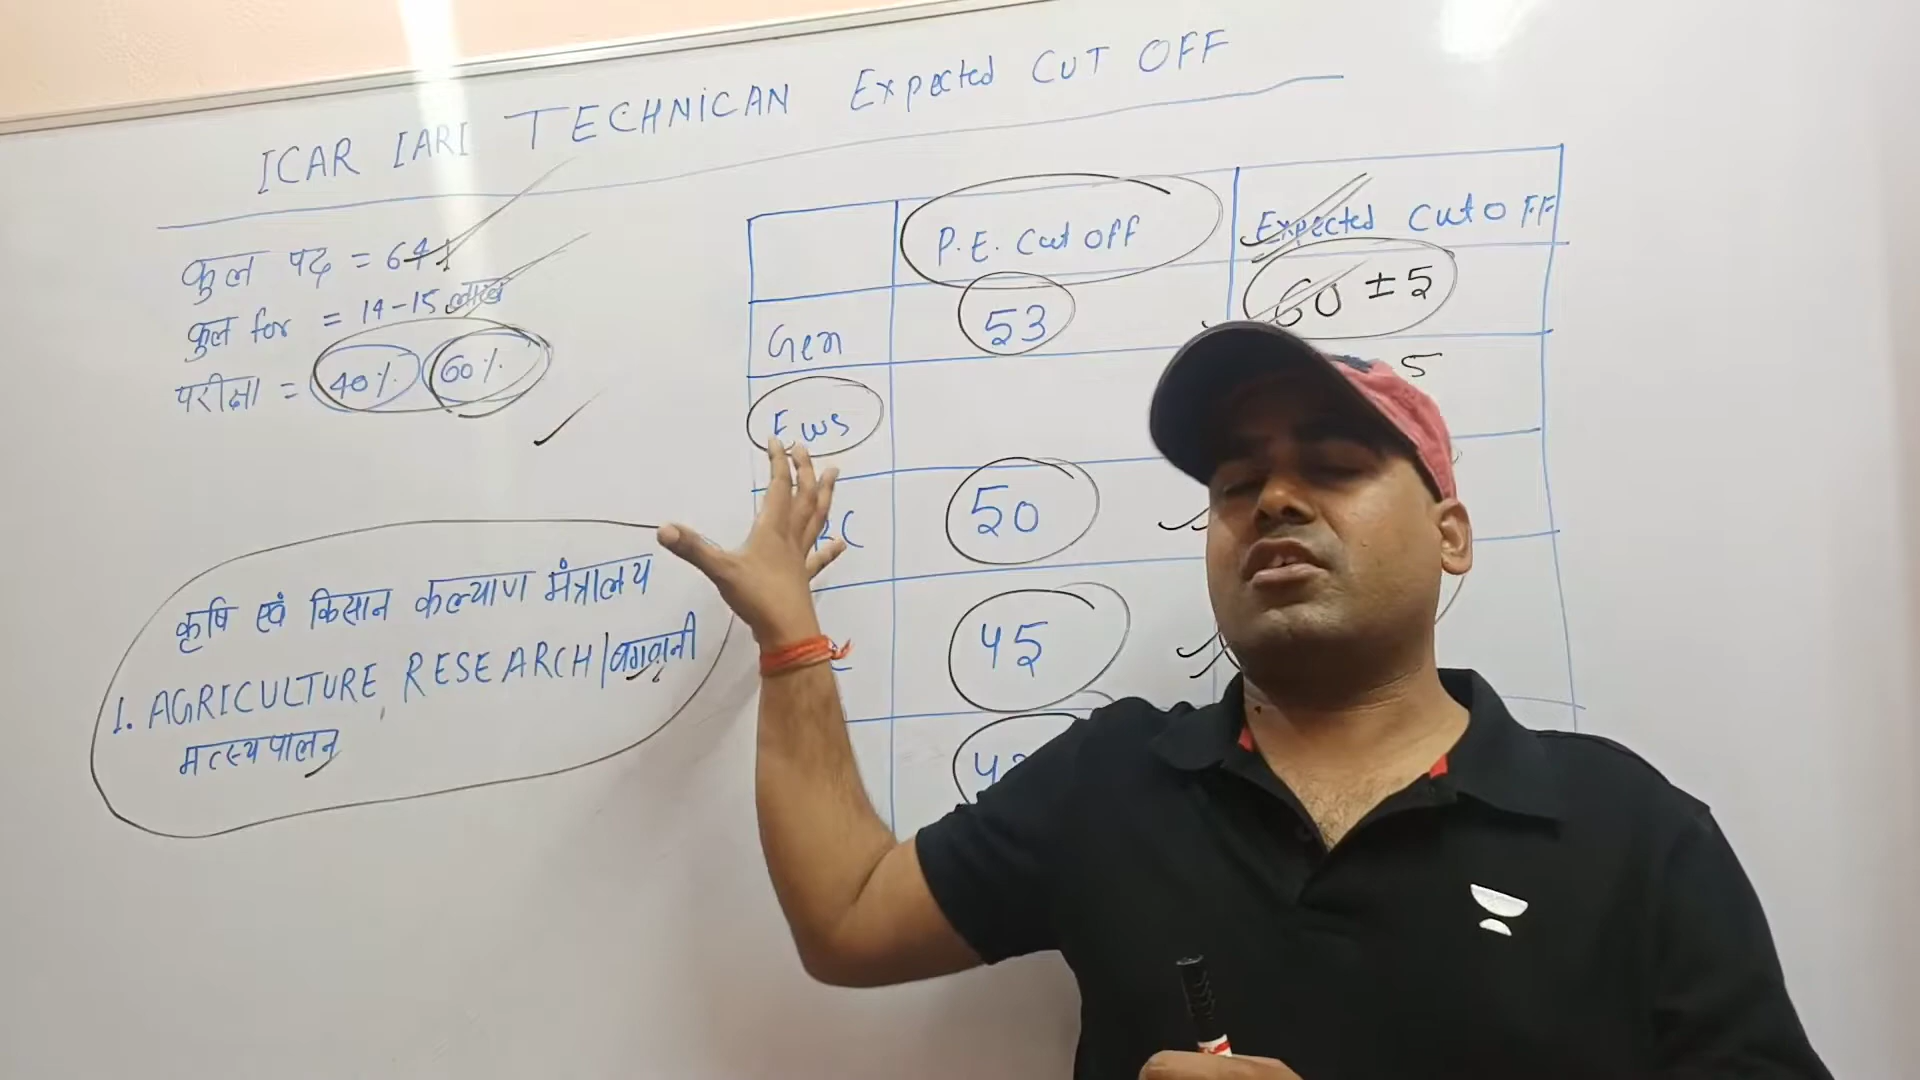 ICAR IARI TECHNICAN Expected CUT OFF
कुल पद = 641
कुल for = 14-15 लाख
परीक्षा = 40% 60%
कृषि एवं किसान कल्याण मंत्रालय
1. AGRICULTURE RESEARCH/बागवानी
मत्स्यपालन
P.E. Cut off Expected Cut OFF
Gen 53 60 ± 5
EWS 5
50
45